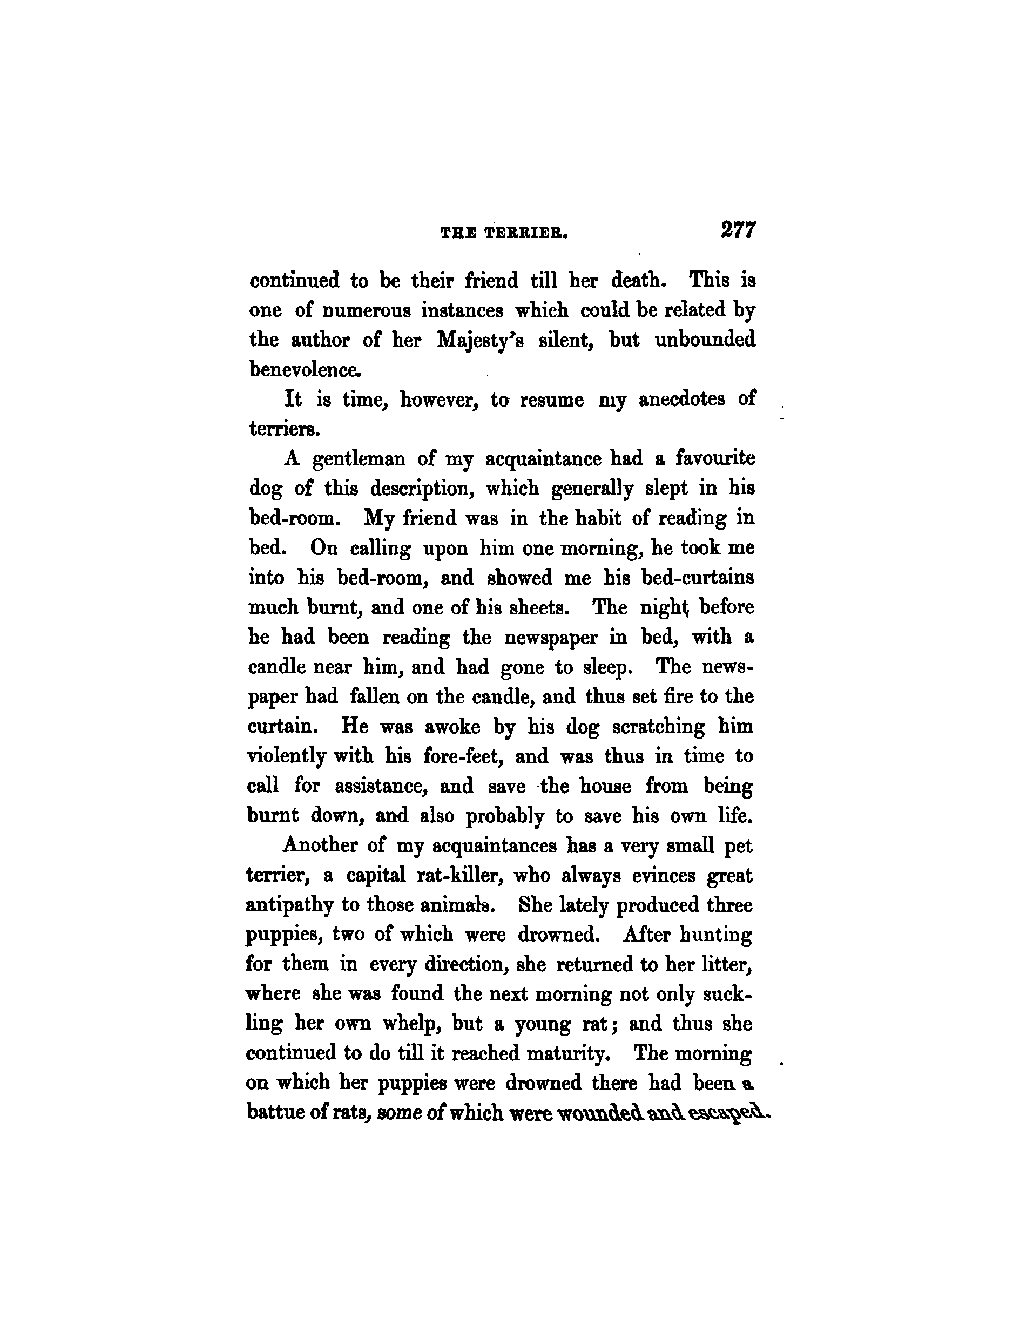 THE TERRIER. 277
continued to be their friend till her death. This is
one of numerous instances which could be related by
the author of her Majesty's silent, but unbounded
benevolence.
It is time, however, to resume my anecdotes of
terriers.
A gentleman of my acquaintance had a favourite
dog of this description, which generally slept in his
bed-room. My friend was in the habit of reading in
bed. On calling upon him one morning, he took me
into his bed-room, and showed me his bed-curtains
much burnt, and one of his sheets. The night before
he had been reading the newspaper in bed, with a
candle near him, and had gone to sleep. The news-
paper had fallen on the candle, and thus set fire to the
curtain. He was awoke by his dog scratching him
violently with his fore-feet, and was thus in time to
call for assistance, and save the house from being
burnt down, and also probably to save his own life.
Another of my acquaintances has a very small pet
terrier, a capital rat-killer, who always evinces great
antipathy to those animals. She lately produced three
puppies, two of which were drowned. After hunting
for them in every direction, she returned to her litter,
where she was found the next morning not only suck-
ling her own whelp, but a young rat; and thus she
continued to do till it reached maturity. The morning
on which her puppies were drowned there had been a
battue of rats, some of which were wounded and escaped.